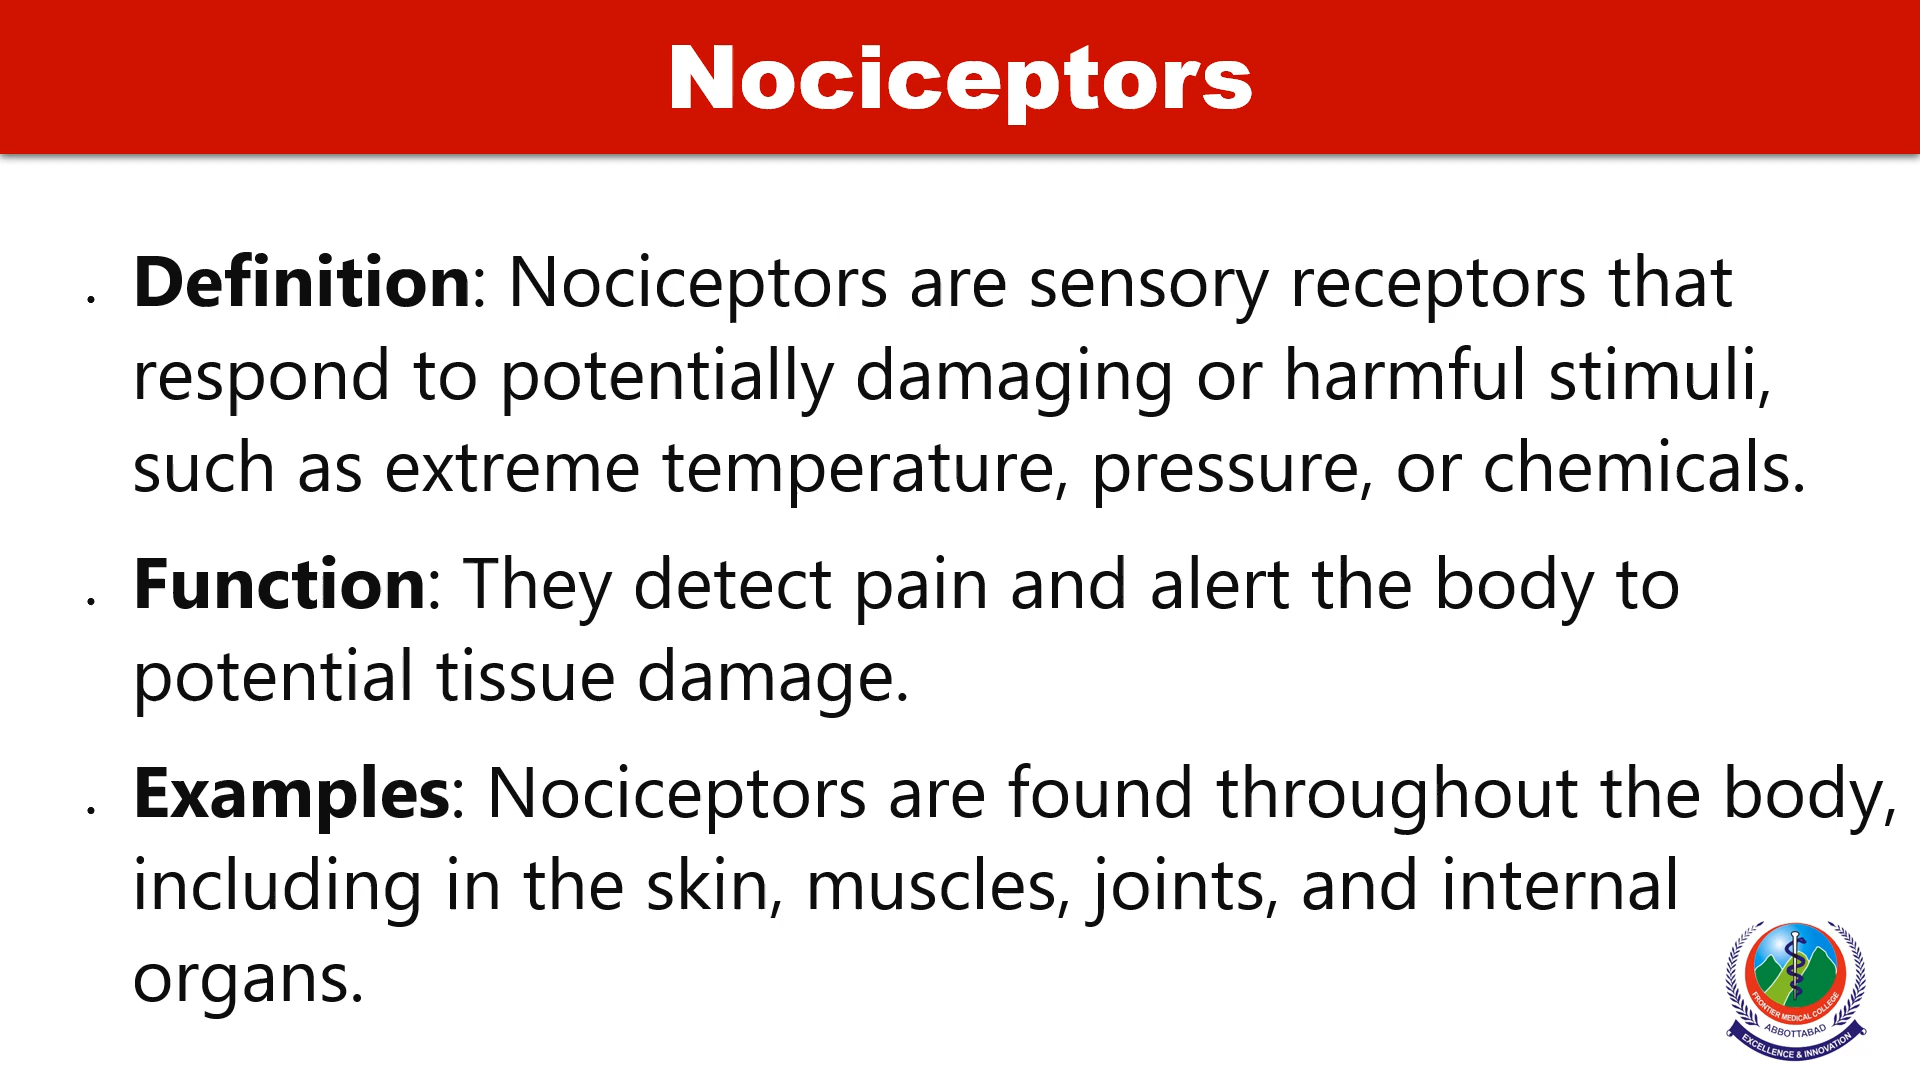 Nociceptors
. Definition: Nociceptors are sensory receptors that
respond to potentially damaging or harmful stimuli,
such as extreme temperature, pressure, or chemicals.
. Function: They detect pain and alert the body to
potential tissue damage.
. Examples: Nociceptors are found throughout the body,
including in the skin, muscles, joints, and internal
organs.
FRONTIER MEDICAL COLLEGE
ABBOTTABAD
EXCELLENCE & INNOVATION